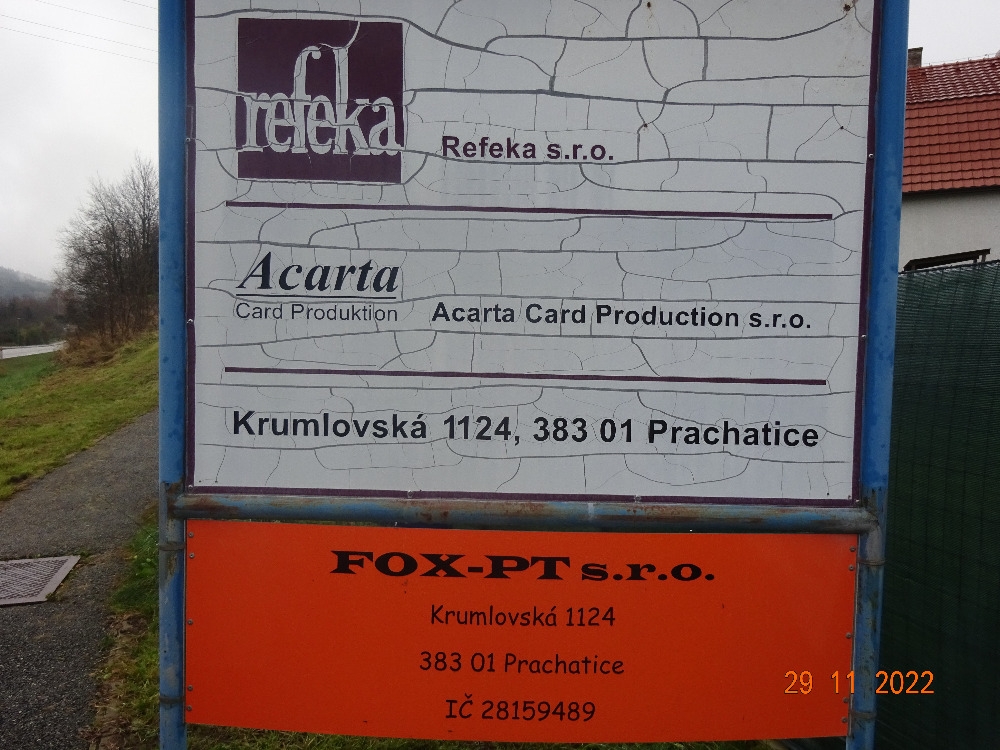 refeka
Refeka s.r.o.
Acarta
Card Produktion
Acarta Card Production s.r.o.
Krumlovská 1124, 383 01 Prachatice
FOX-PT s.r.o.
Krumlovská 1124
383 01 Prachatice
IČ 28159489
29 11 2022